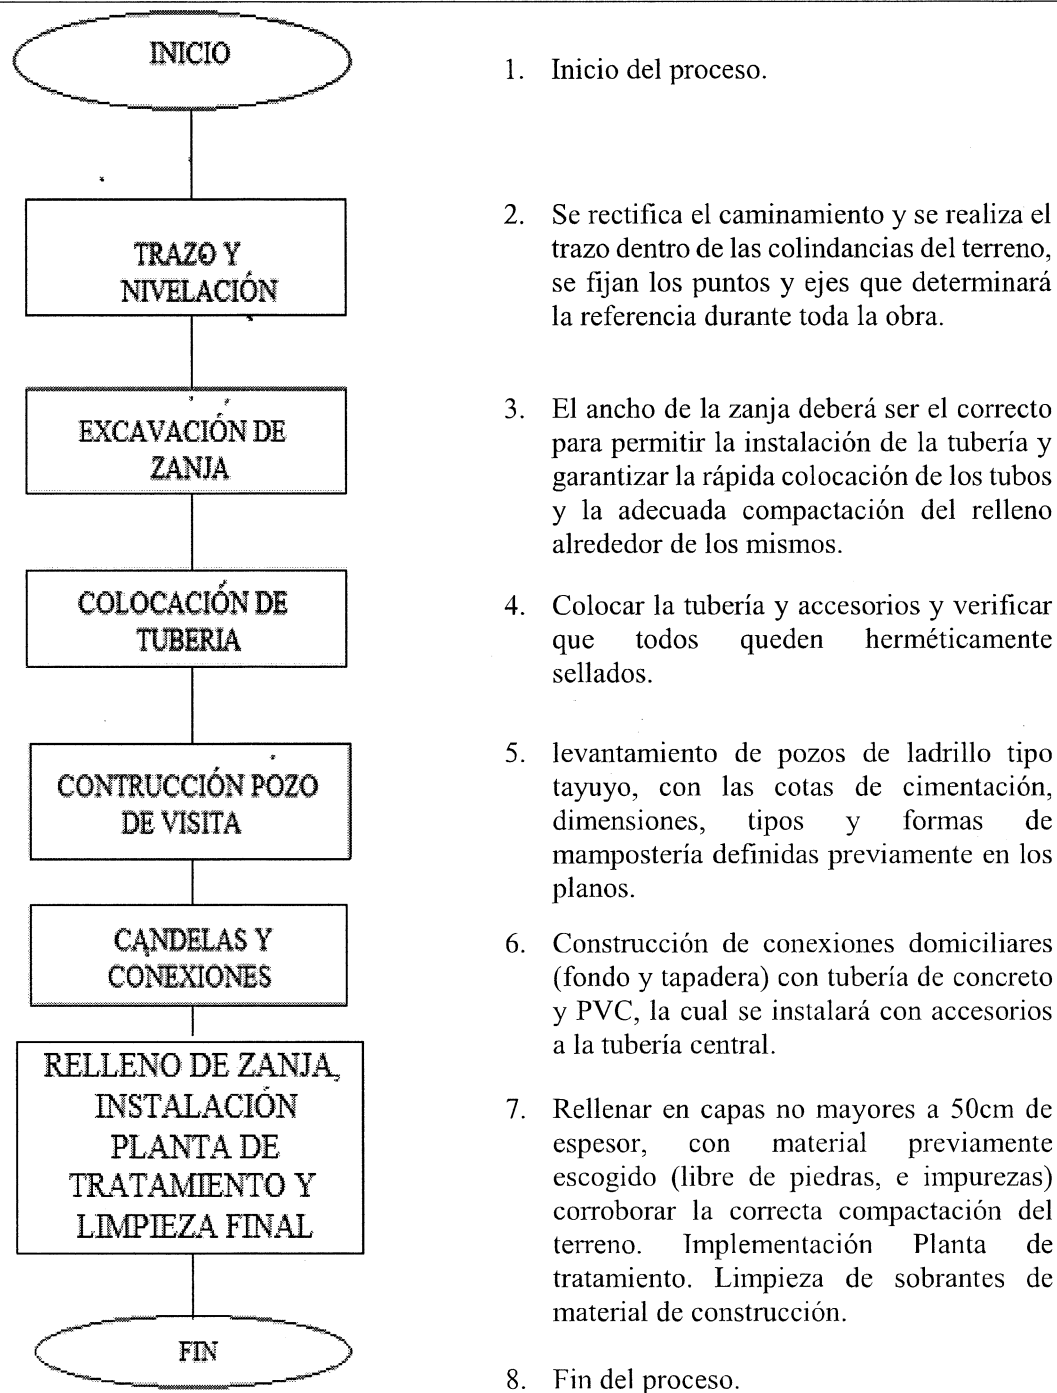 INICIO
1. Inicio del proceso.
TRAZO Y
NIVELACIÓN
2. Se rectifica el caminamiento y se realiza el
trazo dentro de las colindancias del terreno,
se fijan los puntos y ejes que determinará
la referencia durante toda la obra.
EXCAVACIÓN DE
ZANJA
3. El ancho de la zanja deberá ser el correcto
para permitir la instalación de la tubería y
garantizar la rápida colocación de los tubos
y la adecuada compactación del relleno
alrededor de los mismos.
COLOCACIÓN DE
TUBERIA
4. Colocar la tubería y accesorios y verificar
que todos queden herméticamente
sellados.
CONTRUCCIÓN POZO
DE VISITA
5. levantamiento de pozos de ladrillo tipo
tayuyo, con las cotas de cimentación,
dimensiones, tipos y formas de
mampostería definidas previamente en los
planos.
CANDELAS Y
CONEXIONES
6. Construcción de conexiones domiciliares
(fondo y tapadera) con tubería de concreto
y PVC, la cual se instalará con accesorios
a la tubería central.
RELLENO DE ZANJA,
INSTALACIÓN
PLANTA DE
TRATAMIENTO Y
LIMPIEZA FINAL
7. Rellenar en capas no mayores a 50cm de
espesor, con material previamente
escogido (libre de piedras, e impurezas)
corroborar la correcta compactación del
terreno. Implementación Planta de
tratamiento. Limpieza de sobrantes de
material de construcción.
FIN
8. Fin del proceso.